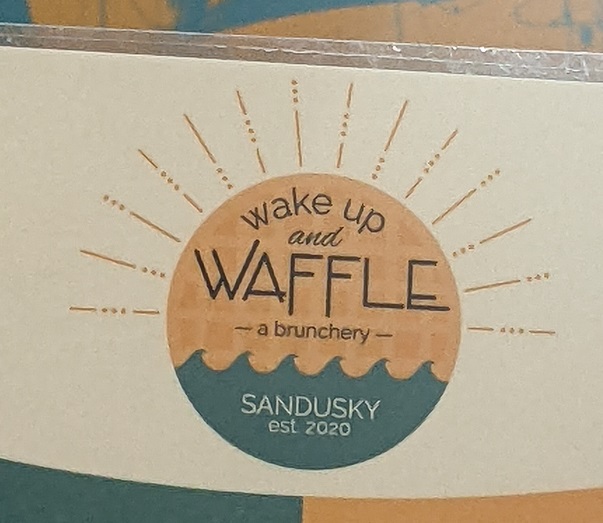 wake up
and
WAFFLE
— a brunchery —
SANDUSKY
est 2020